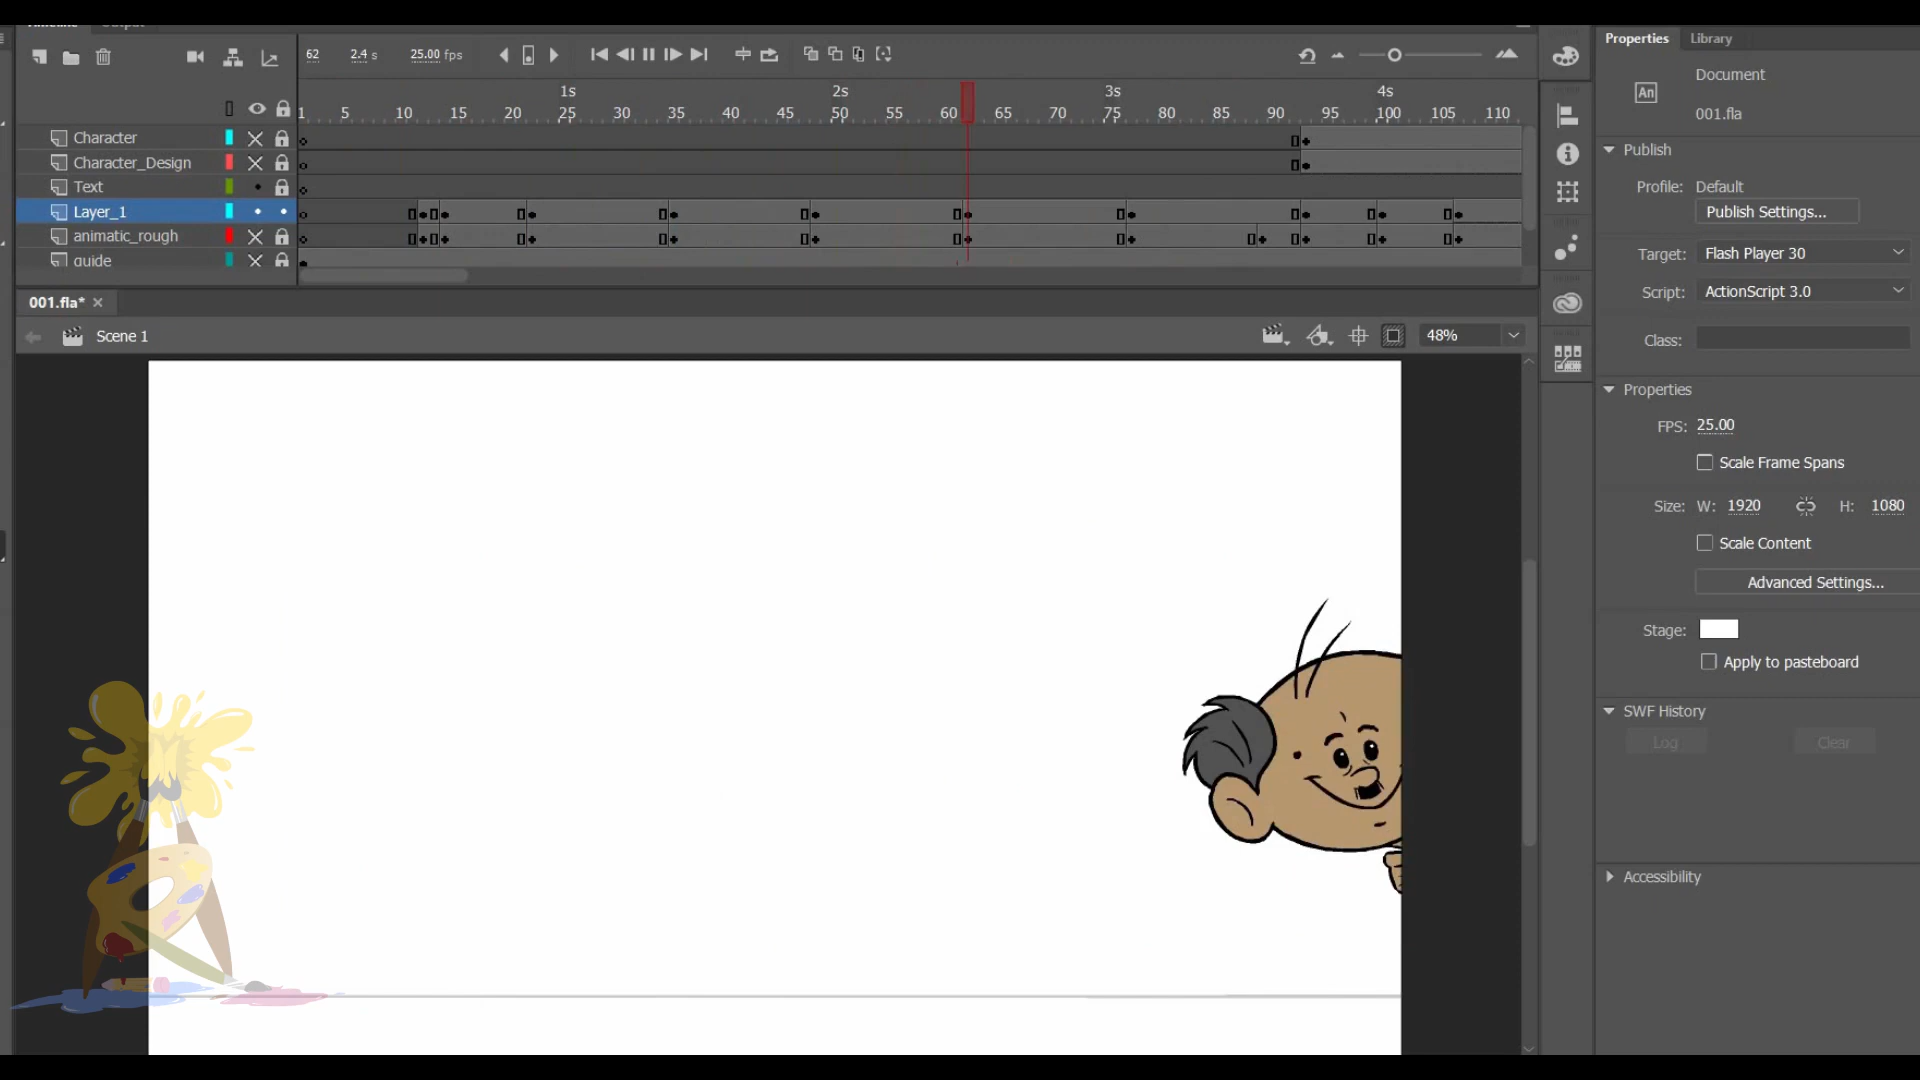 Timeline Output
62 2.4 s 25.00 fps
1s 2s 3s 4s
1 5 10 15 20 25 30 35 40 45 50 55 60 65 70 75 80 85 90 95 100 105 110
Character
Character_Design
Text
Layer_1
animatic_rough
guide
001.fla*
Scene 1
48%
Properties Library
An
Document
001.fla
Publish
Profile: Default
Publish Settings...
Target: Flash Player 30
Script: ActionScript 3.0
Class:
Properties
FPS: 25.00
Scale Frame Spans
Size: W: 1920 H: 1080
Scale Content
Advanced Settings...
Stage:
Apply to pasteboard
SWF History
Log Clear
Accessibility